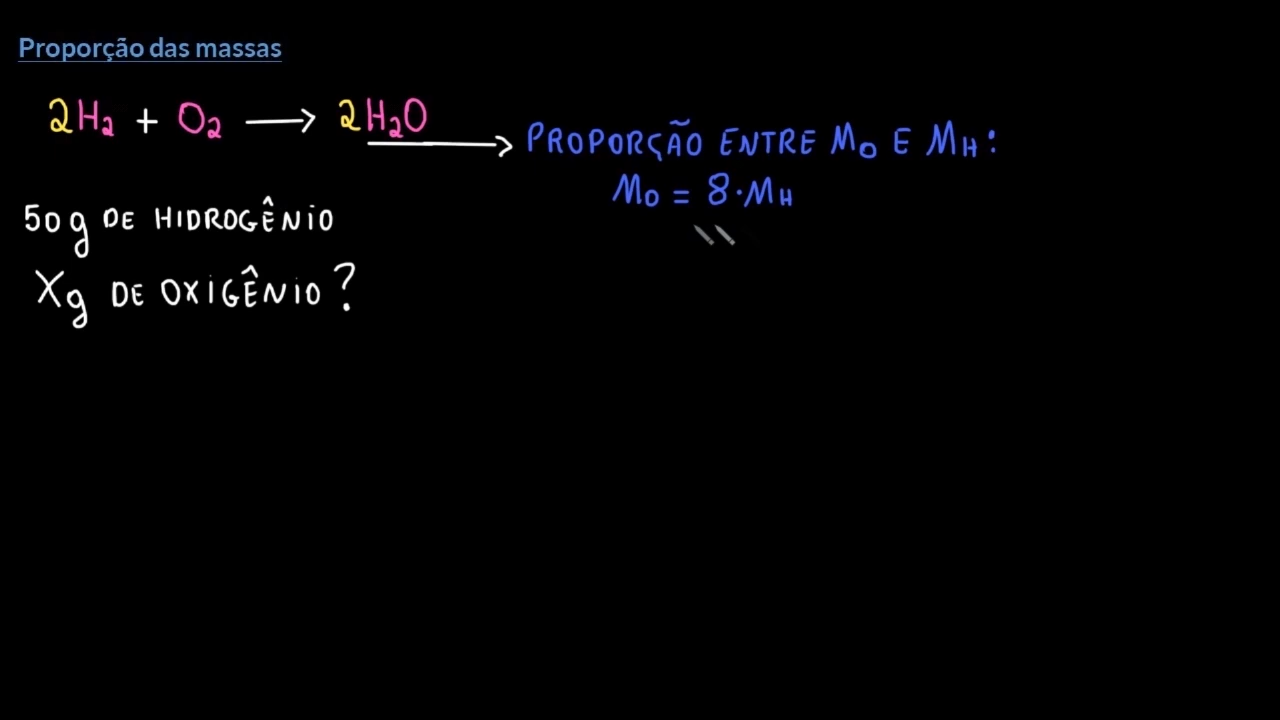 Proporção das massas
2H₂ + O₂ → 2H₂O
PROPORÇÃO ENTRE Mo E MH:
Mo = 8·MH
50g DE HIDROGÊNIO
Xg DE OXIGÊNIO?